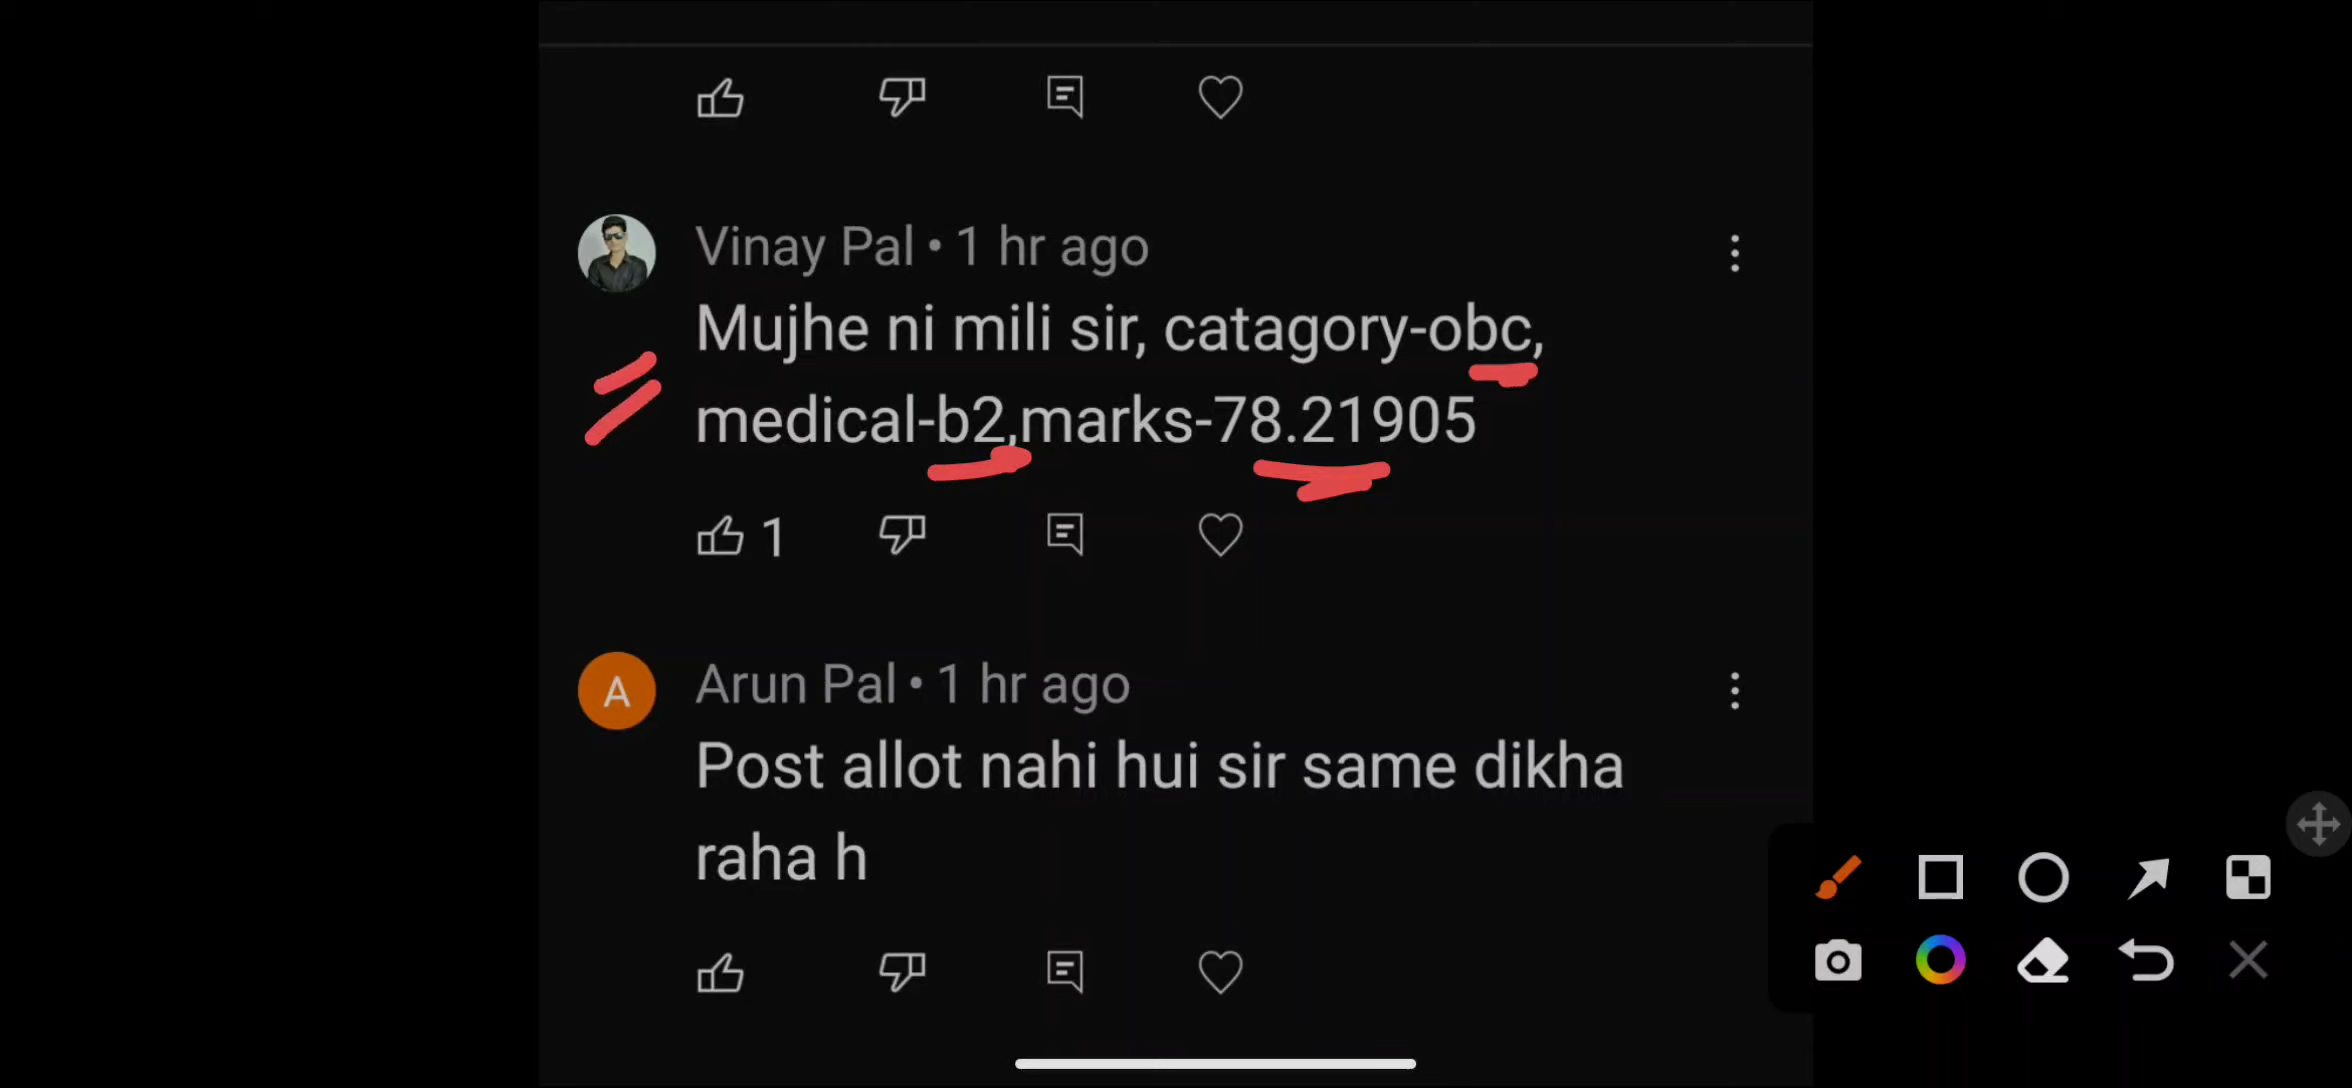 Vinay Pal • 1 hr ago
Mujhe ni mili sir, catagory-obc,
medical-b2,marks-78.21905
1
A
Arun Pal • 1 hr ago
Post allot nahi hui sir same dikha
raha h